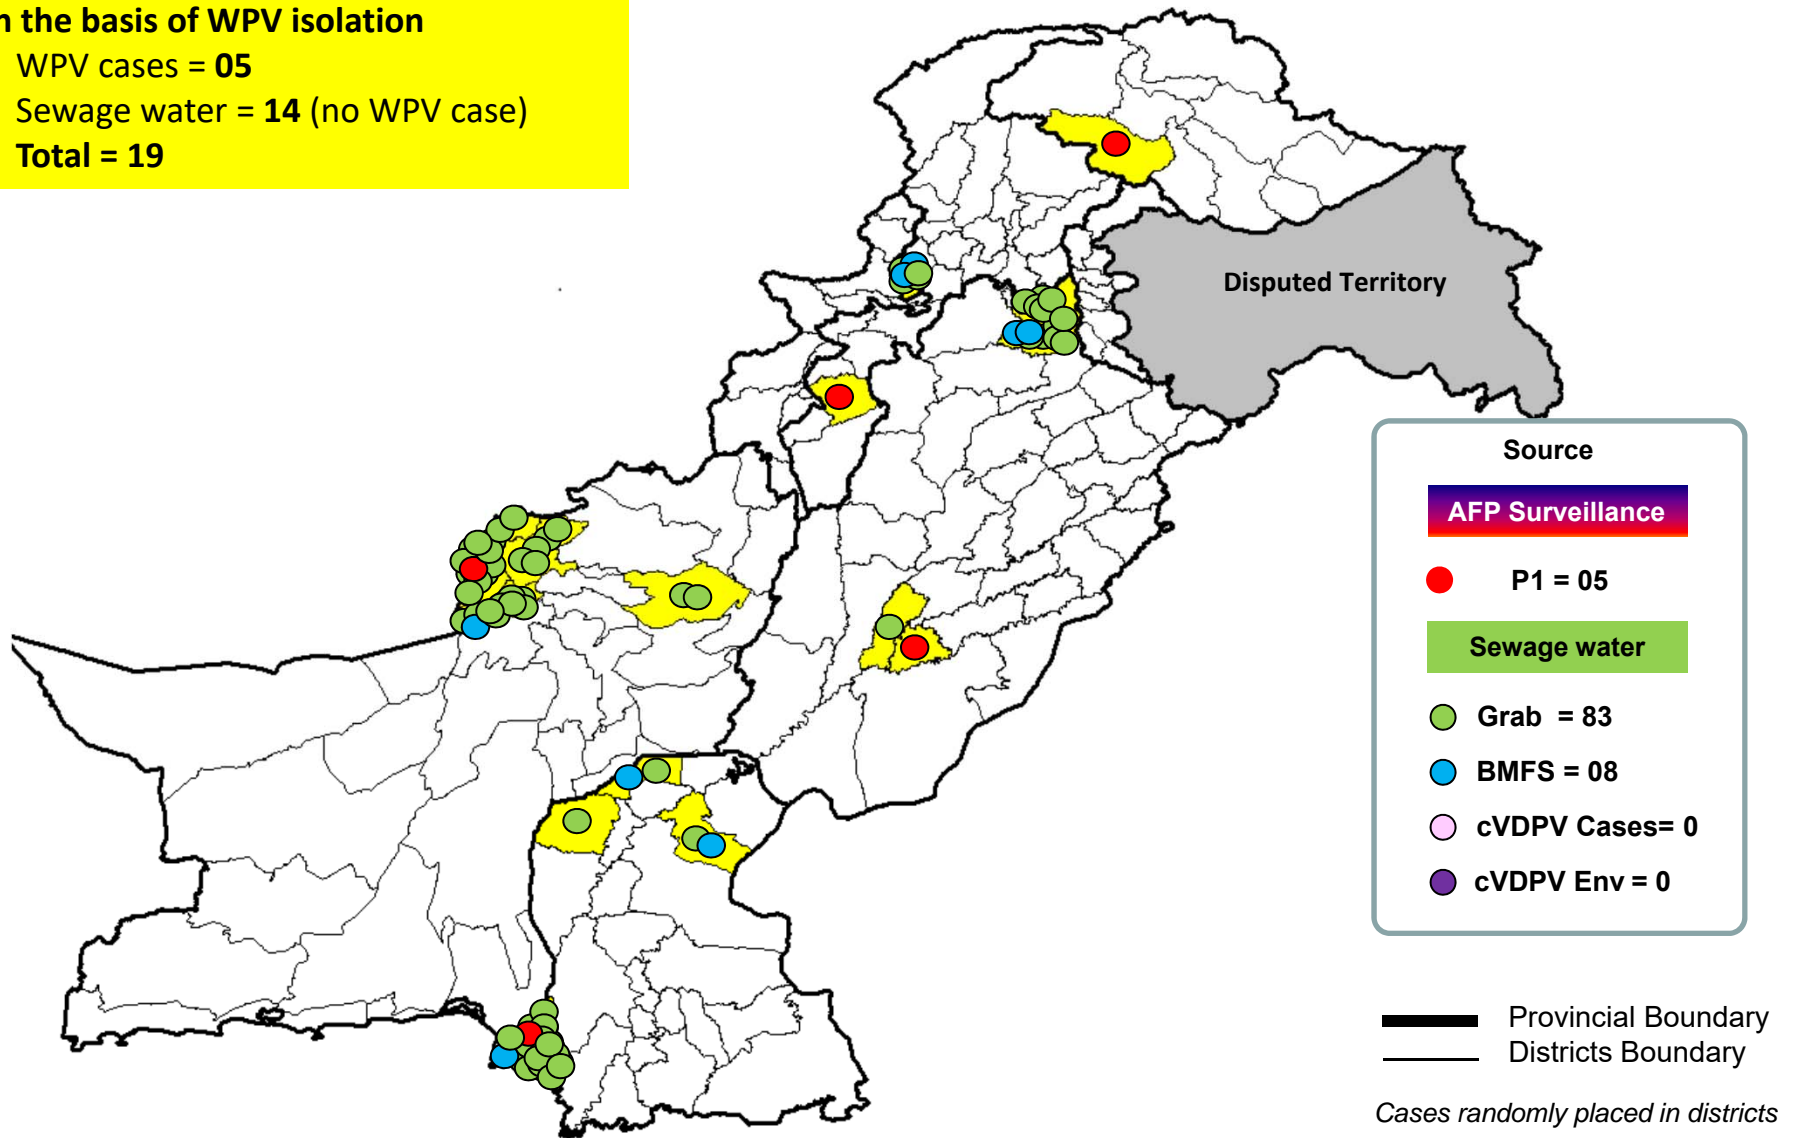 n the basis of WPV isolation
WPV cases = 05
Sewage water = 14 (no WPV case)
Total = 19
Disputed Territory
Source
AFP Surveillance
P1 = 05
Sewage water
Grab = 83
BMFS = 08
cVDPV Cases= 0
cVDPV Env = 0
Provincial Boundary
Districts Boundary
Cases randomly placed in districts